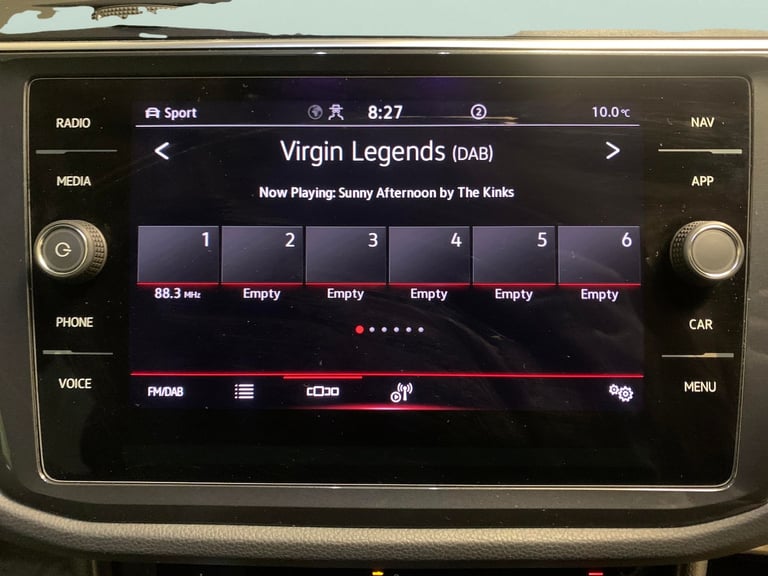 RADIO
MEDIA
PHONE
VOICE
Sport 8:27 2 10.0°C
< Virgin Legends (DAB) >
Now Playing: Sunny Afternoon by The Kinks
1 2 3 4 5 6
88.3 MHz Empty Empty Empty Empty Empty
FM/DAB
NAV
APP
CAR
MENU